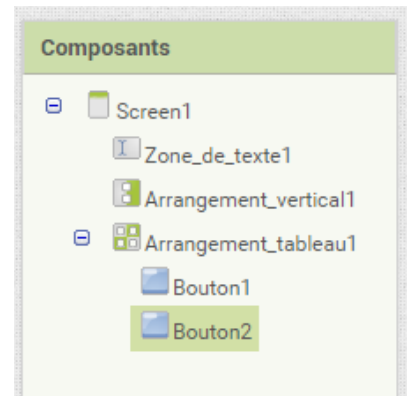 Composants
Screen1
Zone_de_texte1
Arrangement_vertical1
Arrangement_tableau1
Bouton1
Bouton2